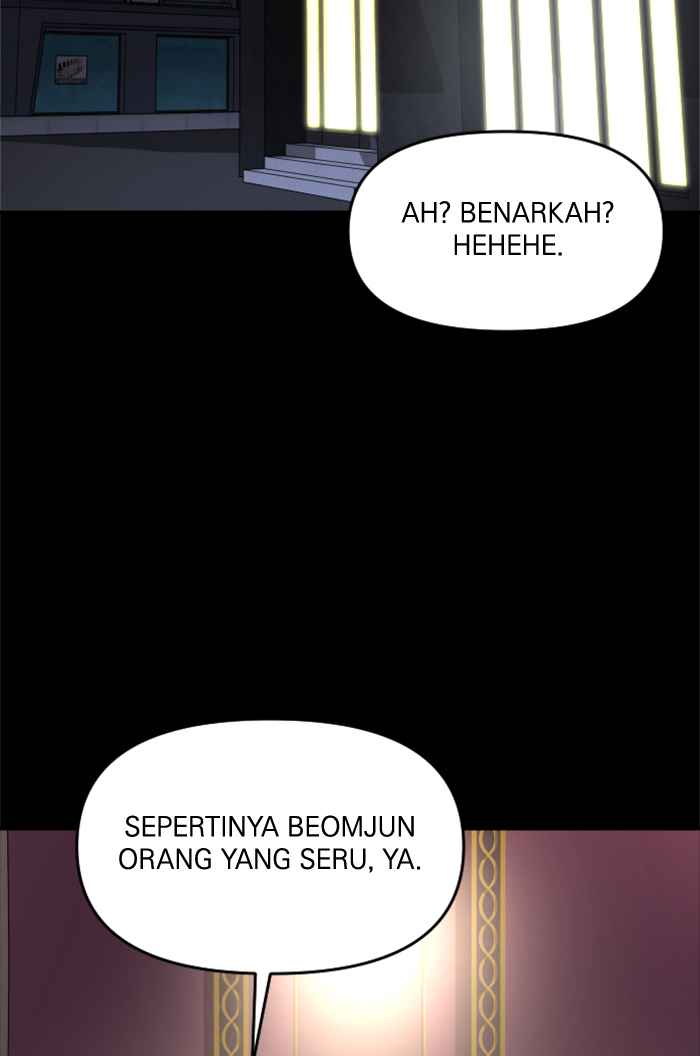 AH? BENARKAH?
HEHEHE.
SEPERTINYA BEOMJUN
ORANG YANG SERU, YA.